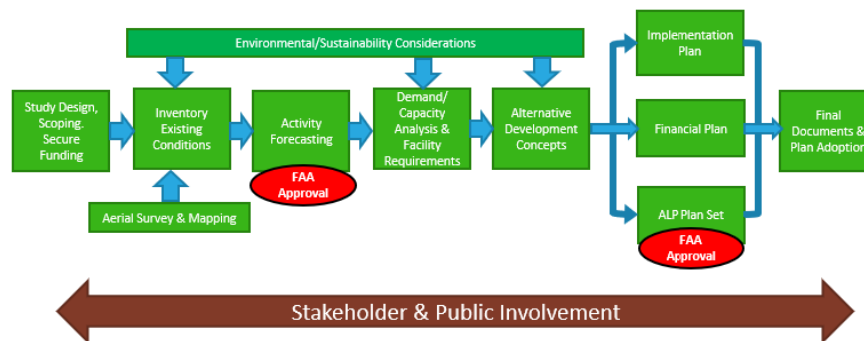 Environmental/Sustainability Considerations
Study Design,
Scoping.
Secure
Funding
Inventory
Existing
Conditions
Aerial Survey & Mapping
Activity
Forecasting
FAA
Approval
Demand/
Capacity
Analysis &
Facility
Requirements
Alternative
Development
Concepts
Implementation
Plan
Financial Plan
ALP Plan Set
FAA
Approval
Final
Documents &
Plan Adoption
Stakeholder & Public Involvement